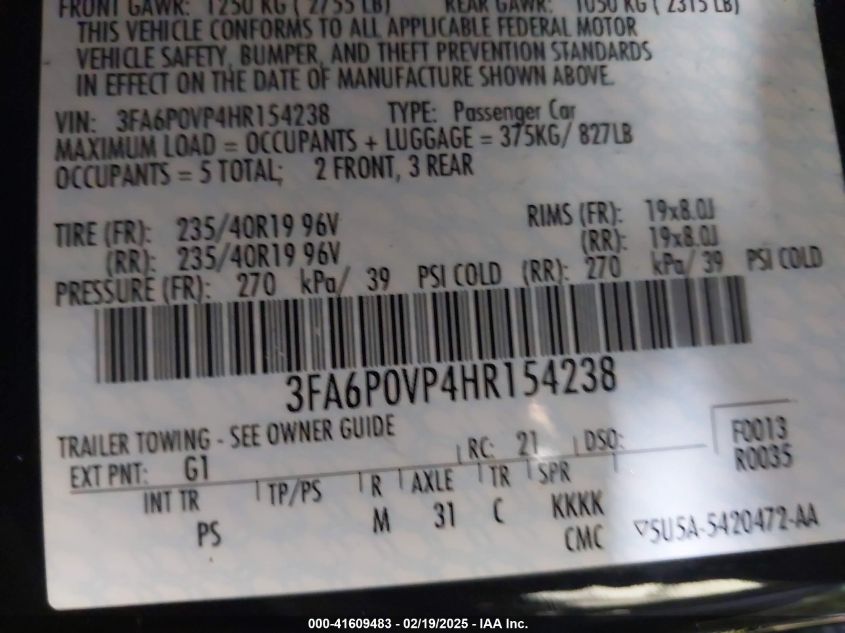 FRONT GAWR: 1250 KG ( 2755 LB) REAR GAWR: 1050 KG ( 2315 LB)
THIS VEHICLE CONFORMS TO ALL APPLICABLE FEDERAL MOTOR
VEHICLE SAFETY, BUMPER, AND THEFT PREVENTION STANDARDS
IN EFFECT ON THE DATE OF MANUFACTURE SHOWN ABOVE.
VIN: 3FA6P0VP4HR154238 TYPE: Passenger Car
MAXIMUM LOAD = OCCUPANTS + LUGGAGE = 375KG/ 827LB
OCCUPANTS = 5 TOTAL; 2 FRONT, 3 REAR
TIRE (FR): 235/40R19 96V RIMS (FR): 19x8.0J
(RR): 235/40R19 96V (RR): 19x8.0J
PRESSURE (FR): 270 kPa/ 39 PSI COLD (RR): 270 kPa/ 39 PSI COLD
3FA6P0VP4HR154238
TRAILER TOWING - SEE OWNER GUIDE
EXT PNT: G1 RC: 21 DSO: F0013
R0035
INT TR TP/PS R AXLE TR SPR
PS M 31 C KKKK
CMC 5U5A-5420472-AA
000-41609483 - 02/19/2025 - IAA Inc.